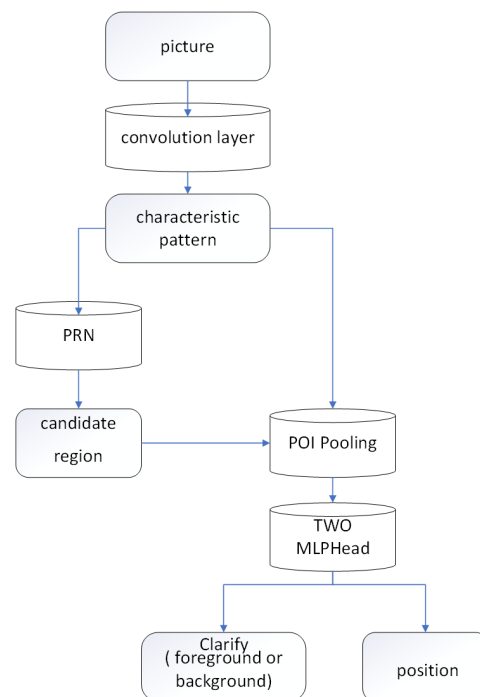 picture
convolution layer
characteristic
pattern
PRN
candidate
region
POI Pooling
TWO
MLPHead
Clarify
( foreground or
background)
position